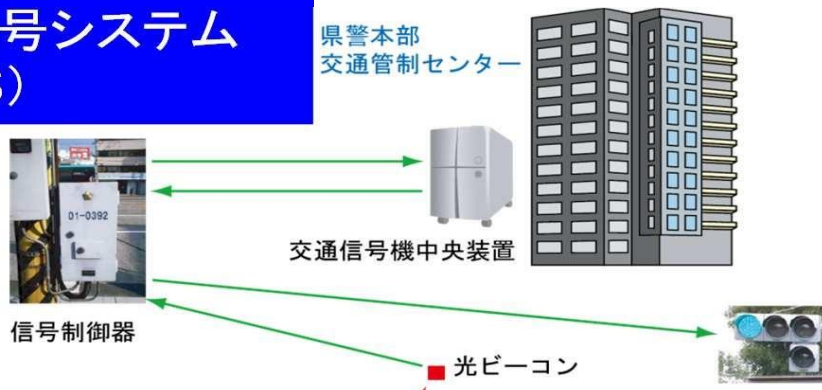 号システム
県警本部
交通管制センター
01-0392
交通信号機中央装置
信号制御器
光ビーコン